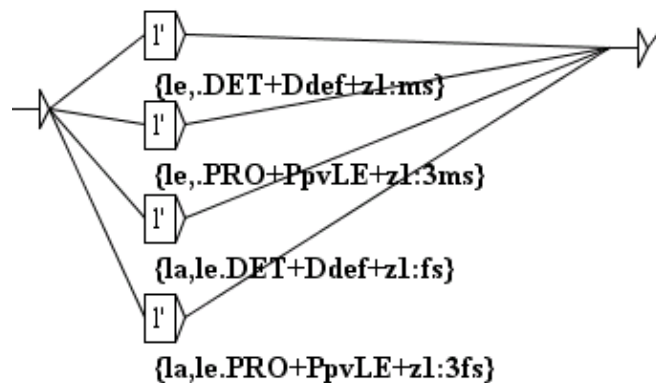 l'
{le,.DET+Ddef+z1:ms}
l'
{le,.PRO+PpvLE+z1:3ms}
l'
{la,le.DET+Ddef+z1:fs}
l'
{la,le.PRO+PpvLE+z1:3fs}